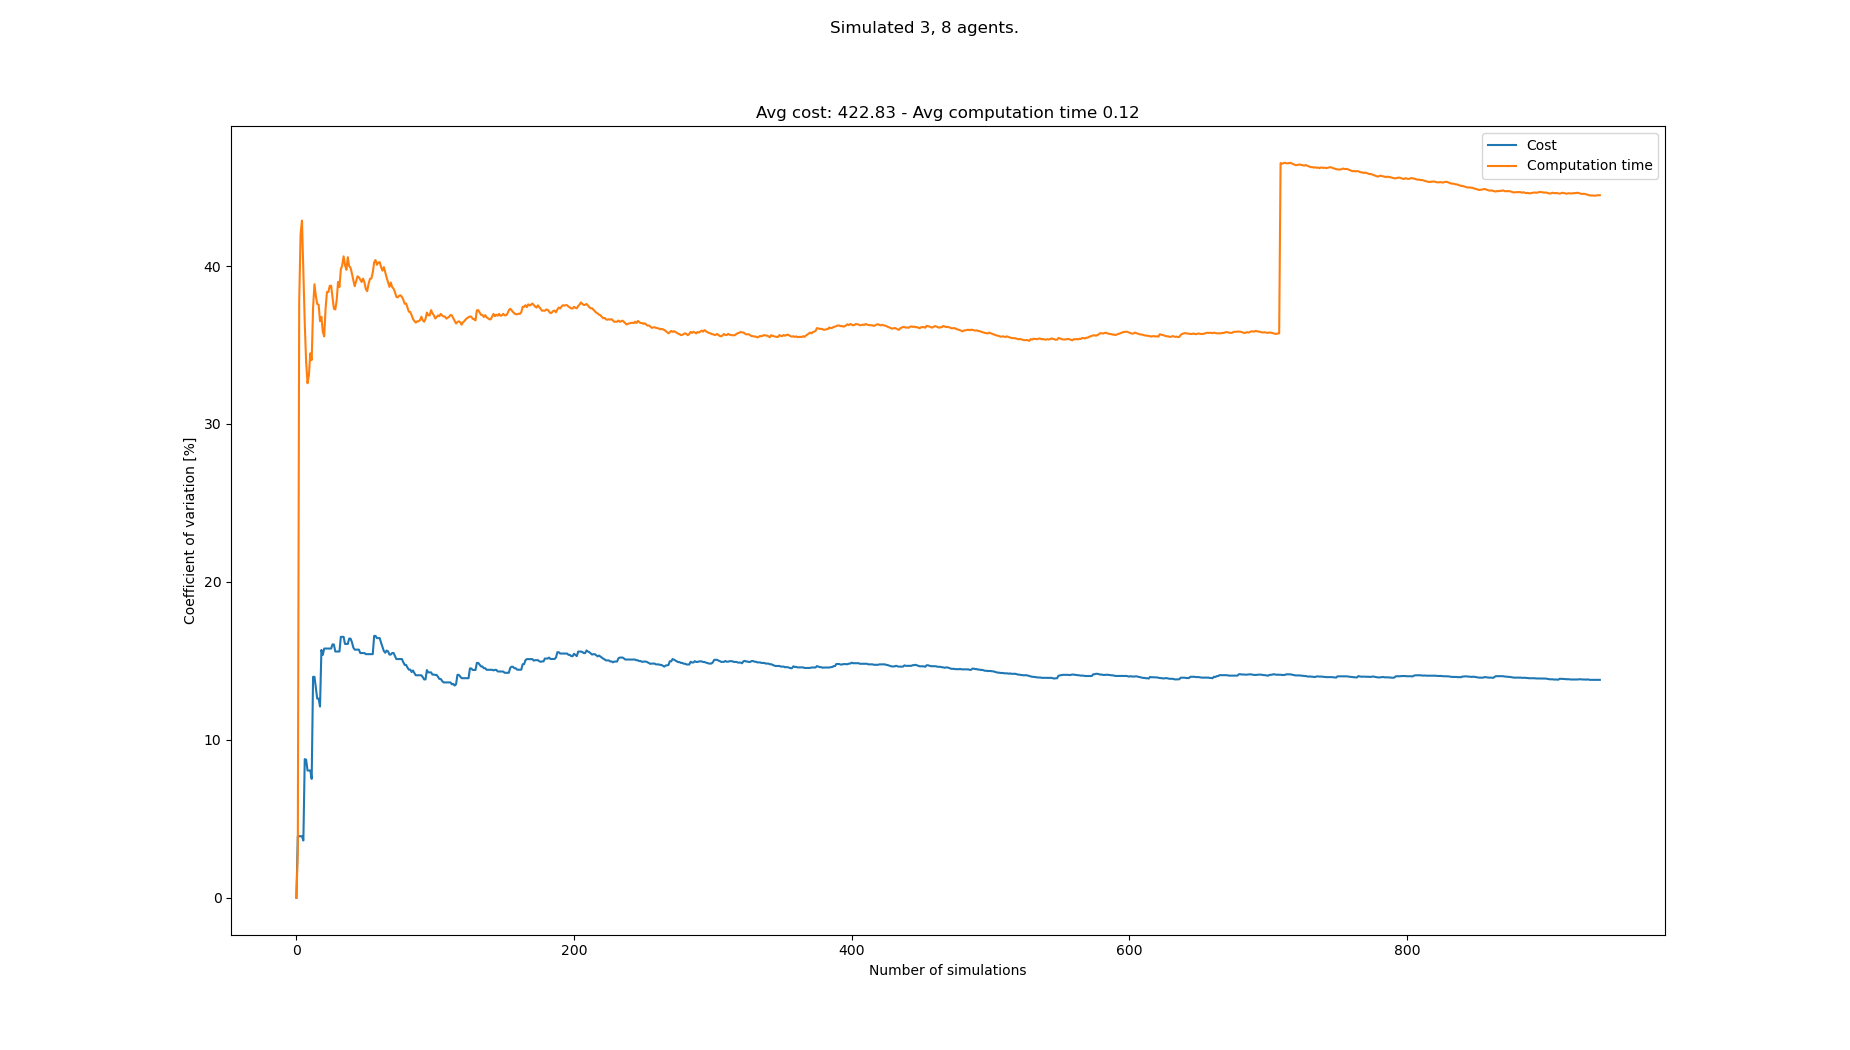 Simulated 3, 8 agents.
Avg cost: 422.83 - Avg computation time 0.12
Cost
Computation time
40
30
20
10
0
Coefficient of variation [%]
0 200 400 600 800
Number of simulations